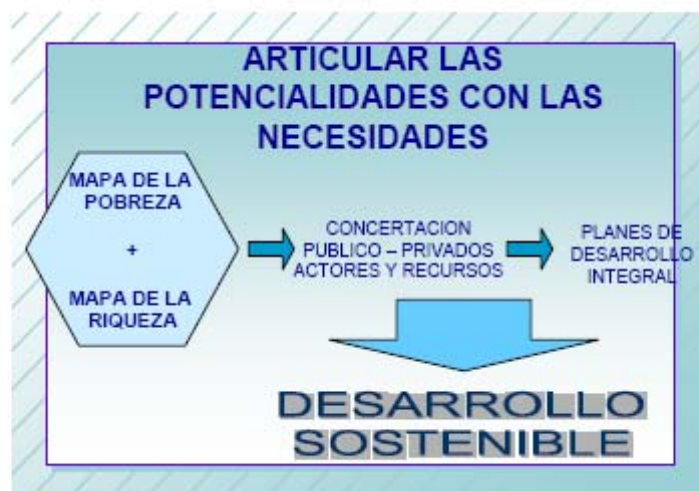 ARTICULAR LAS
POTENCIALIDADES CON LAS
NECESIDADES
MAPA DE LA
POBREZA
+
MAPA DE LA
RIQUEZA
CONCERTACION
PUBLICO – PRIVADOS
ACTORES Y RECURSOS
PLANES DE
DESARROLLO
INTEGRAL
DESARROLLO
SOSTENIBLE